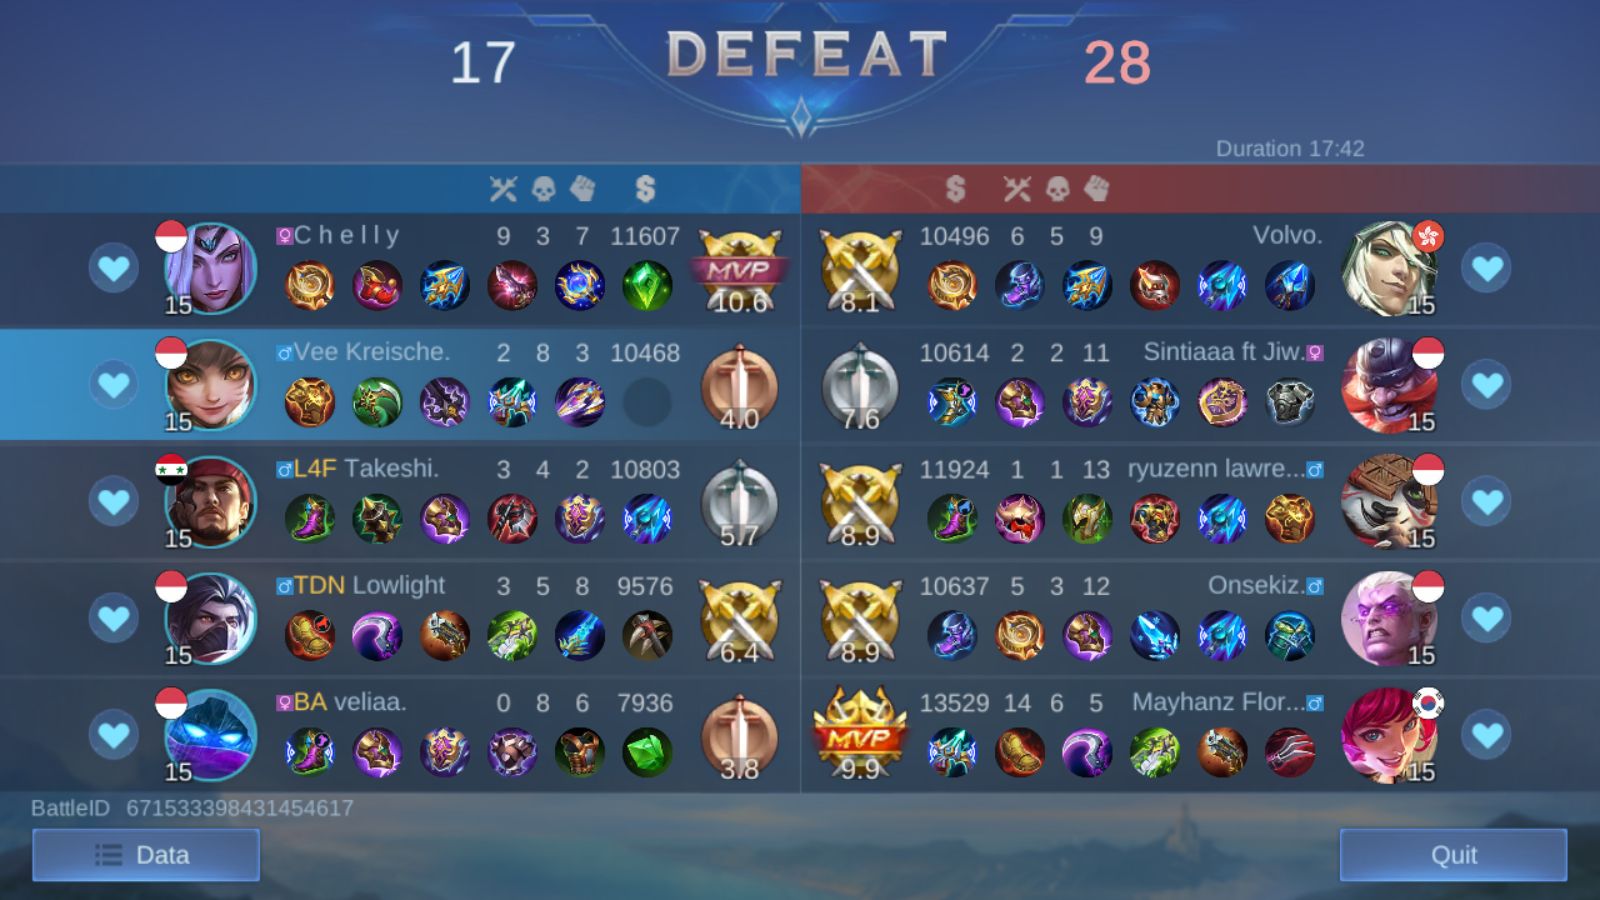 17 DEFEAT 28
Duration 17:42
Chelly 9 3 7 11607 MVP 10.6 15
8.1 10496 6 5 9 Volvo. 15
Vee Kreische. 2 8 3 10468 4.0 15
7.6 10614 2 2 11 Sintiaaa ft Jiw. 15
L4F Takeshi. 3 4 2 10803 5.7 15
8.9 11924 1 1 13 ryuzenn lawre... 15
TDN Lowlight 3 5 8 9576 6.4 15
8.9 10637 5 3 12 Onsekiz. 15
BA veliaa. 0 8 6 7936 3.8 15
MVP 9.9 13529 14 6 5 Mayhanz Flor... 15
BattleID 671533398431454617
Data
Quit